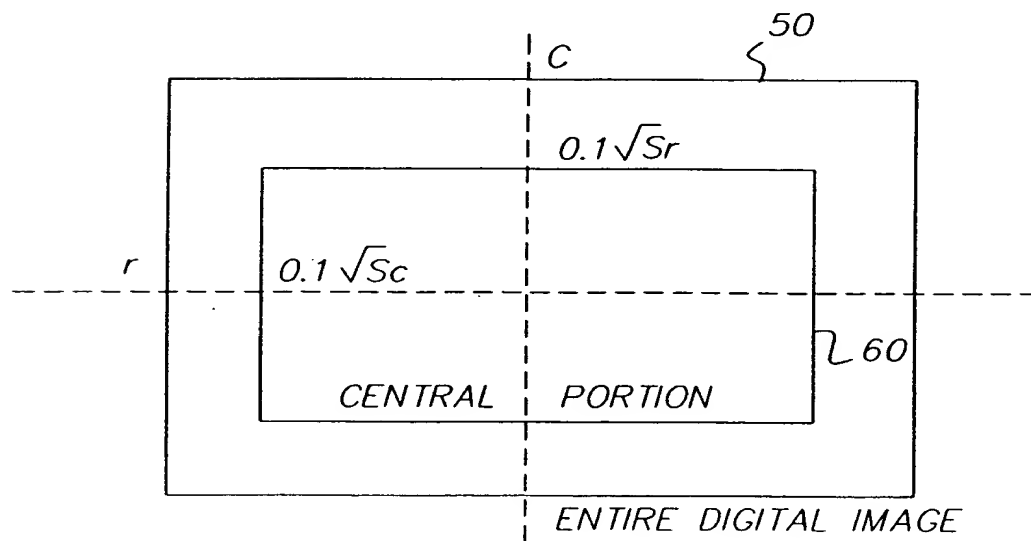 50
C
0.1√Sr
r
0.1√Sc
60
CENTRAL PORTION
ENTIRE DIGITAL IMAGE